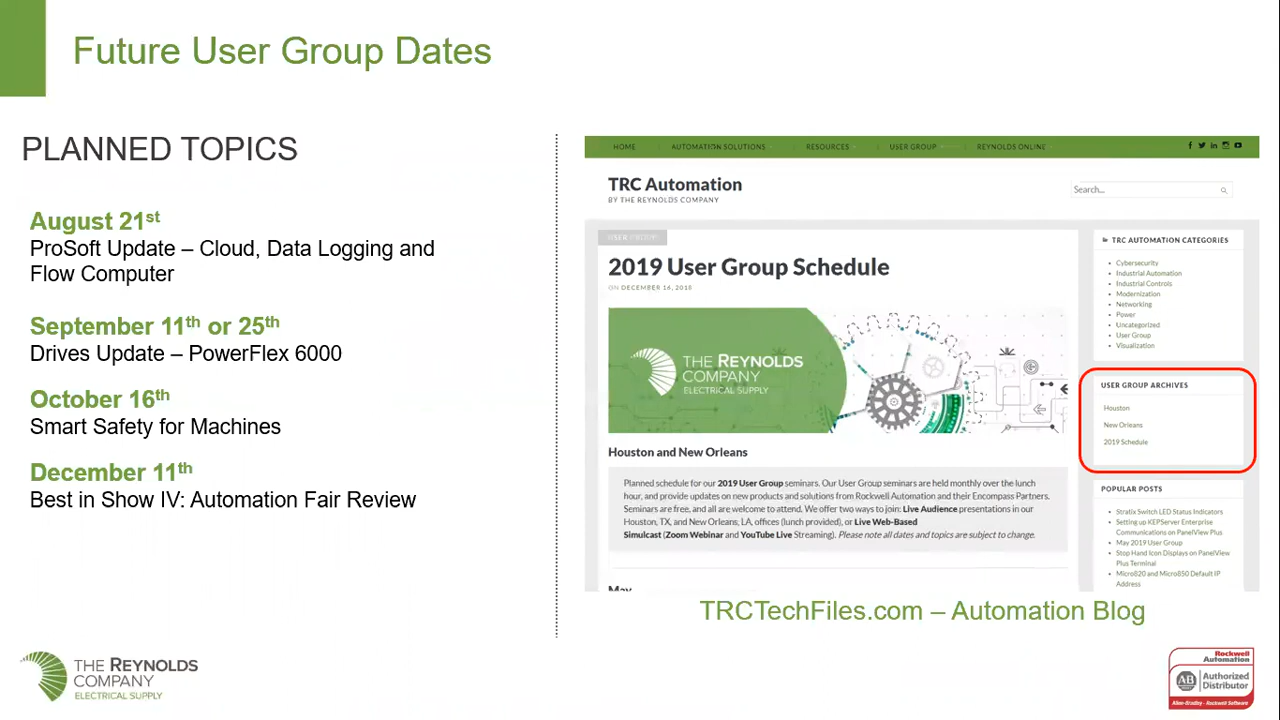 Future User Group Dates
PLANNED TOPICS
August 21st
ProSoft Update – Cloud, Data Logging and
Flow Computer
September 11th or 25th
Drives Update – PowerFlex 6000
October 16th
Smart Safety for Machines
December 11th
Best in Show IV: Automation Fair Review
THE REYNOLDS
COMPANY
ELECTRICAL SUPPLY
HOME AUTOMATION SOLUTIONS RESOURCES USER GROUP REYNOLDS ONLINE
TRC Automation
BY THE REYNOLDS COMPANY
Search...
USER GROUP
2019 User Group Schedule
ON DECEMBER 16, 2018
THE REYNOLDS
COMPANY
ELECTRICAL SUPPLY
Houston and New Orleans
Planned schedule for our 2019 User Group seminars. Our User Group seminars are held monthly over the lunch
hour, and provide updates on new products and solutions from Rockwell Automation and their Encompass Partners.
Seminars are free, and all are welcome to attend. We offer two ways to join: Live Audience presentations in our
Houston, TX, and New Orleans; LA, offices (lunch provided), or Live Web-Based
Simulcast (Zoom Webinar and YouTube Live Streaming). Please note all dates and topics are subject to change.
May
TRC AUTOMATION CATEGORIES
Cybersecurity
Industrial Automation
Industrial Controls
Modernization
Networking
Power
Uncategorized
User Group
Visualization
USER GROUP ARCHIVES
Houston
New Orleans
2019 Schedule
POPULAR POSTS
Stratix Switch LED Status Indicators
Setting up KEPServer Enterprise
Communications on PanelView Plus
May 2019 User Group
Stop Hand Icon Displays on PanelView
Plus Terminal
Micro820 and Micro850 Default IP
Address
TRCTechFiles.com – Automation Blog
Rockwell
Automation
AB
Authorized
Distributor
Allen-Bradley · Rockwell Software